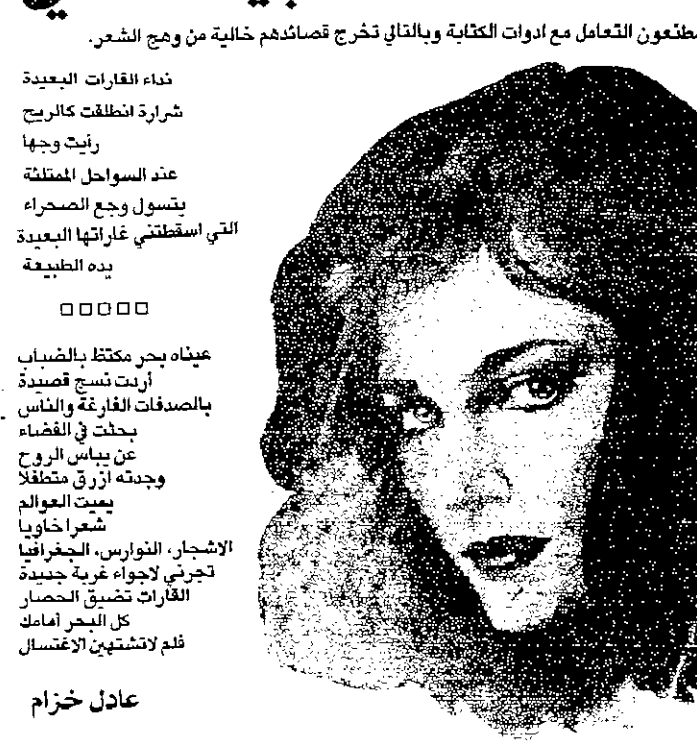 التعامل مع ادوات الكتابة وبالتالي تخرج قصائدهم خالية من وهج الشعر.
نداء القارات البعيدة
شرارة انطلقت كالريح
رأيت وجها
عند السواحل الممتلئة
يتسول وجع الصحراء
التي اسقطتني غاراتها البعيدة
يده الطبيعة
□□□□□
عيناه بحر مكتظ بالضباب
أردت نسج قصيدة
بالصدفات الفارغة والناس
بحثت في الفضاء
عن يباس الروح
وجدته ازرق متطفلا
يميت العوالم
شعرا خاويا
الاشجار، النوارس، الجغرافيا
تجرني لاجواء غربة جديدة
القارات تضيق الحصار
كل البحر أمامك
فلم لاتشتهين الاغتسال
عادل خزام